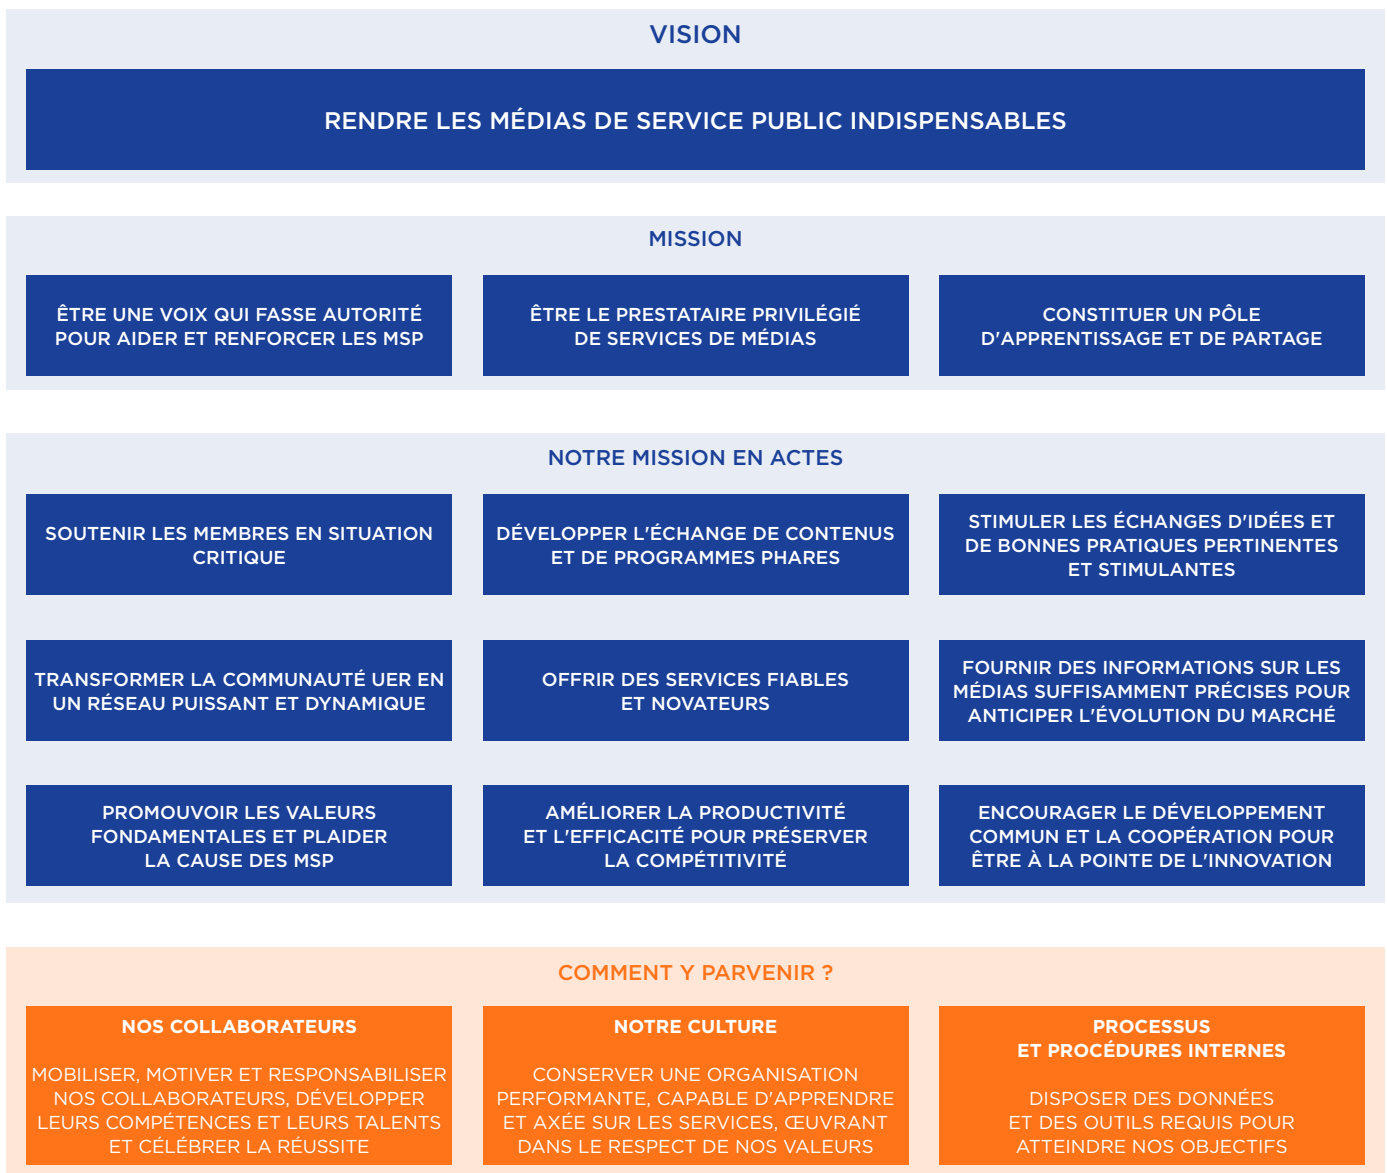 VISION
RENDRE LES MÉDIAS DE SERVICE PUBLIC INDISPENSABLES
MISSION
ÊTRE UNE VOIX QUI FASSE AUTORITÉ
POUR AIDER ET RENFORCER LES MSP
ÊTRE LE PRESTATAIRE PRIVILÉGIÉ
DE SERVICES DE MÉDIAS
CONSTITUER UN PÔLE
D'APPRENTISSAGE ET DE PARTAGE
NOTRE MISSION EN ACTES
SOUTENIR LES MEMBRES EN SITUATION
CRITIQUE
DÉVELOPPER L'ÉCHANGE DE CONTENUS
ET DE PROGRAMMES PHARES
STIMULER LES ÉCHANGES D'IDÉES ET
DE BONNES PRATIQUES PERTINENTES
ET STIMULANTES
TRANSFORMER LA COMMUNAUTÉ UER EN
UN RÉSEAU PUISSANT ET DYNAMIQUE
OFFRIR DES SERVICES FIABLES
ET NOVATEURS
FOURNIR DES INFORMATIONS SUR LES
MÉDIAS SUFFISAMMENT PRÉCISES POUR
ANTICIPER L'ÉVOLUTION DU MARCHÉ
PROMOUVOIR LES VALEURS
FONDAMENTALES ET PLAIDER
LA CAUSE DES MSP
AMÉLIORER LA PRODUCTIVITÉ
ET L'EFFICACITÉ POUR PRÉSERVER
LA COMPÉTITIVITÉ
ENCOURAGER LE DÉVELOPPEMENT
COMMUN ET LA COOPÉRATION POUR
ÊTRE À LA POINTE DE L'INNOVATION
COMMENT Y PARVENIR ?
NOS COLLABORATEURS
MOBILISER, MOTIVER ET RESPONSABILISER
NOS COLLABORATEURS, DÉVELOPPER
LEURS COMPÉTENCES ET LEURS TALENTS
ET CÉLÉBRER LA RÉUSSITE
NOTRE CULTURE
CONSERVER UNE ORGANISATION
PERFORMANTE, CAPABLE D'APPRENDRE
ET AXÉE SUR LES SERVICES, ŒUVRANT
DANS LE RESPECT DE NOS VALEURS
PROCESSUS
ET PROCÉDURES INTERNES
DISPOSER DES DONNÉES
ET DES OUTILS REQUIS POUR
ATTEINDRE NOS OBJECTIFS